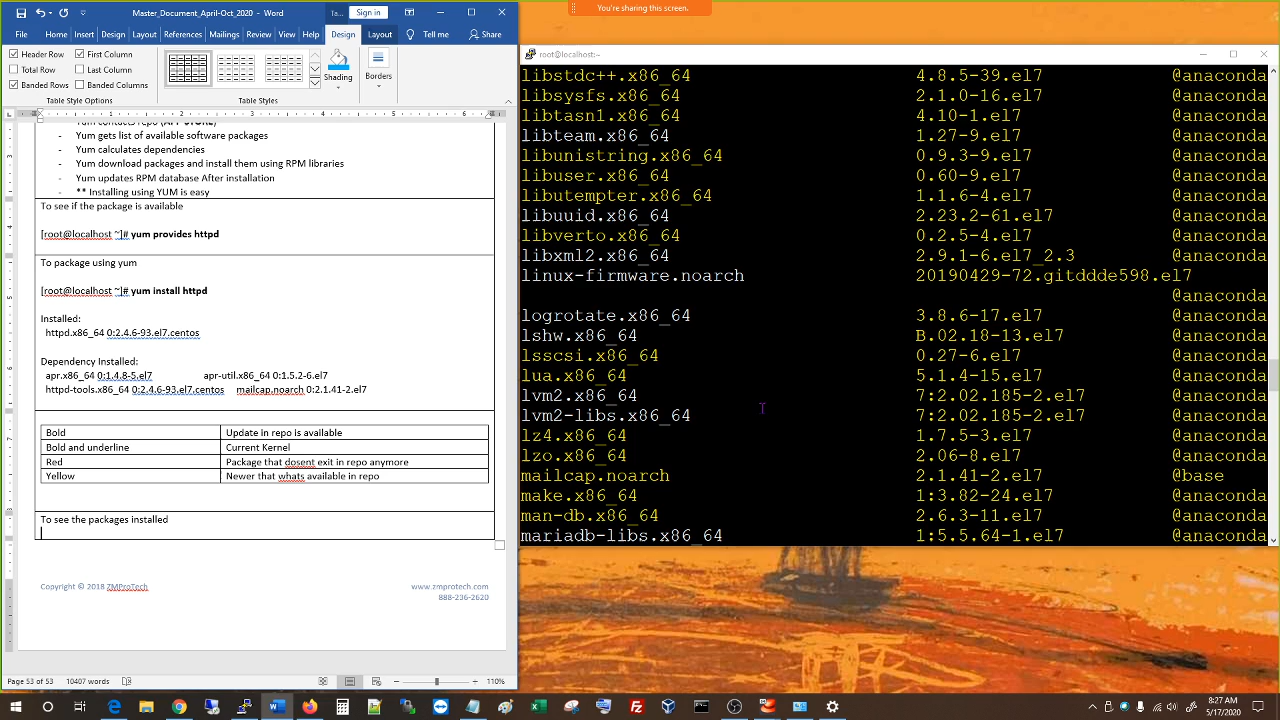 You're sharing this screen.
Master_Document_April-Oct_2020
Ta...
Sign in
File
Home
Insert
Design
Layout
References
Mailings
Review
View
Help
Design
Layout
Tell me
Share
Header Row
First Column
Total Row
Last Column
Banded Rows
Banded Columns
Shading
Borders
Table Style Options
Table Styles
- Yum gets list of available software packages
- Yum calculates dependencies
- Yum download packages and install them using RPM libraries
- Yum updates RPM database After installation
- ** Installing using YUM is easy
To see if the package is available
[root@localhost ~]# yum provides httpd
To package using yum
[root@localhost ~]# yum install httpd
Installed:
httpd.x86_64 0:2.4.6-93.el7.centos
Dependency Installed:
apr.x86_64 0:1.4.8-5.el7 apr-util.x86_64 0:1.5.2-6.el7
httpd-tools.x86_64 0:2.4.6-93.el7.centos mailcap.noarch 0:2.1.41-2.el7
Bold Update in repo is available
Bold and underline Current Kernel
Red Package that dosent exit in repo anymore
Yellow Newer that whats available in repo
To see the packages installed
Copyright © 2018 ZMProTech
www.zmprotech.com
888-236-2620
Page 53 of 53 10407 words
110%
root@localhost:~
libstdc++.x86_64 4.8.5-39.el7 @anaconda
libsysfs.x86_64 2.1.0-16.el7 @anaconda
libtasn1.x86_64 4.10-1.el7 @anaconda
libteam.x86_64 1.27-9.el7 @anaconda
libunistring.x86_64 0.9.3-9.el7 @anaconda
libuser.x86_64 0.60-9.el7 @anaconda
libutempter.x86_64 1.1.6-4.el7 @anaconda
libuuid.x86_64 2.23.2-61.el7 @anaconda
libverto.x86_64 0.2.5-4.el7 @anaconda
libxml2.x86_64 2.9.1-6.el7_2.3 @anaconda
linux-firmware.noarch 20190429-72.gitddde598.el7
@anaconda
logrotate.x86_64 3.8.6-17.el7 @anaconda
lshw.x86_64 B.02.18-13.el7 @anaconda
lsscsi.x86_64 0.27-6.el7 @anaconda
lua.x86_64 5.1.4-15.el7 @anaconda
lvm2.x86_64 7:2.02.185-2.el7 @anaconda
lvm2-libs.x86_64 7:2.02.185-2.el7 @anaconda
lz4.x86_64 1.7.5-3.el7 @anaconda
lzo.x86_64 2.06-8.el7 @anaconda
mailcap.noarch 2.1.41-2.el7 @base
make.x86_64 1:3.82-24.el7 @anaconda
man-db.x86_64 2.6.3-11.el7 @anaconda
mariadb-libs.x86_64 1:5.5.64-1.el7 @anaconda
8:27 AM
5/17/2020